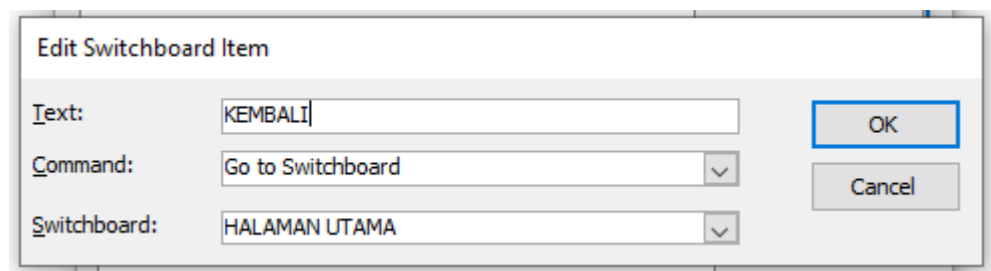 Edit Switchboard Item
Text: KEMBALI OK
Command: Go to Switchboard Cancel
Switchboard: HALAMAN UTAMA